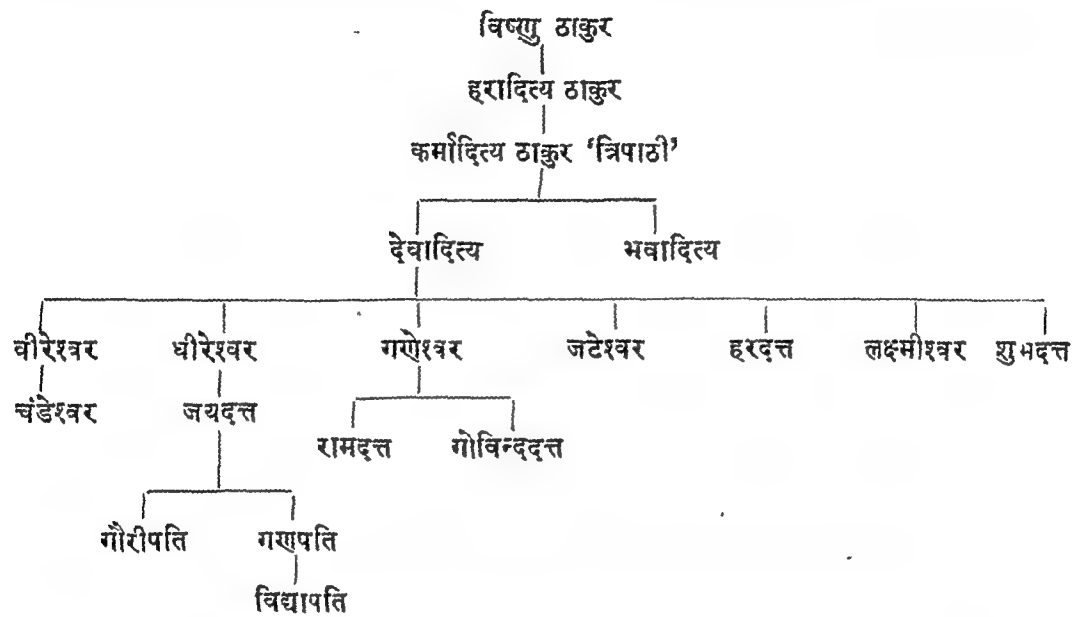 विष्णु ठाकुर
हरादित्य ठाकुर
कर्मादित्य ठाकुर ‘त्रिपाठी’
देवादित्य भवादित्य
वीरेश्वर धीरेश्वर गणेश्वर जटेश्वर हरदत्त लक्ष्मीश्वर शुभदत्त
चंडेश्वर जयदत्त
रामदत्त गोविन्ददत्त
गौरीपति गणपति
विद्यापति